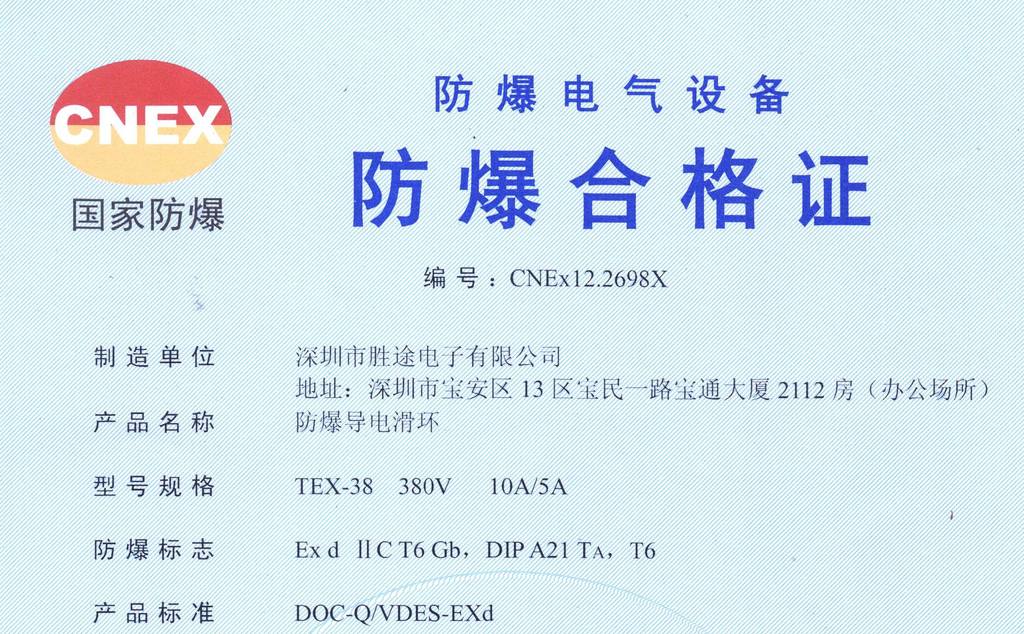 CNEX
国家防爆
防爆电气设备
防爆合格证
编号：CNEx12.2698X
制造单位 深圳市胜途电子有限公司
地址：深圳市宝安区13区宝民一路宝通大厦2112房（办公场所）
产品名称 防爆导电滑环
型号规格 TEX-38 380V 10A/5A
防爆标志 Ex d ⅡC T6 Gb，DIP A21 TA，T6
产品标准 DOC-Q/VDES-EXd